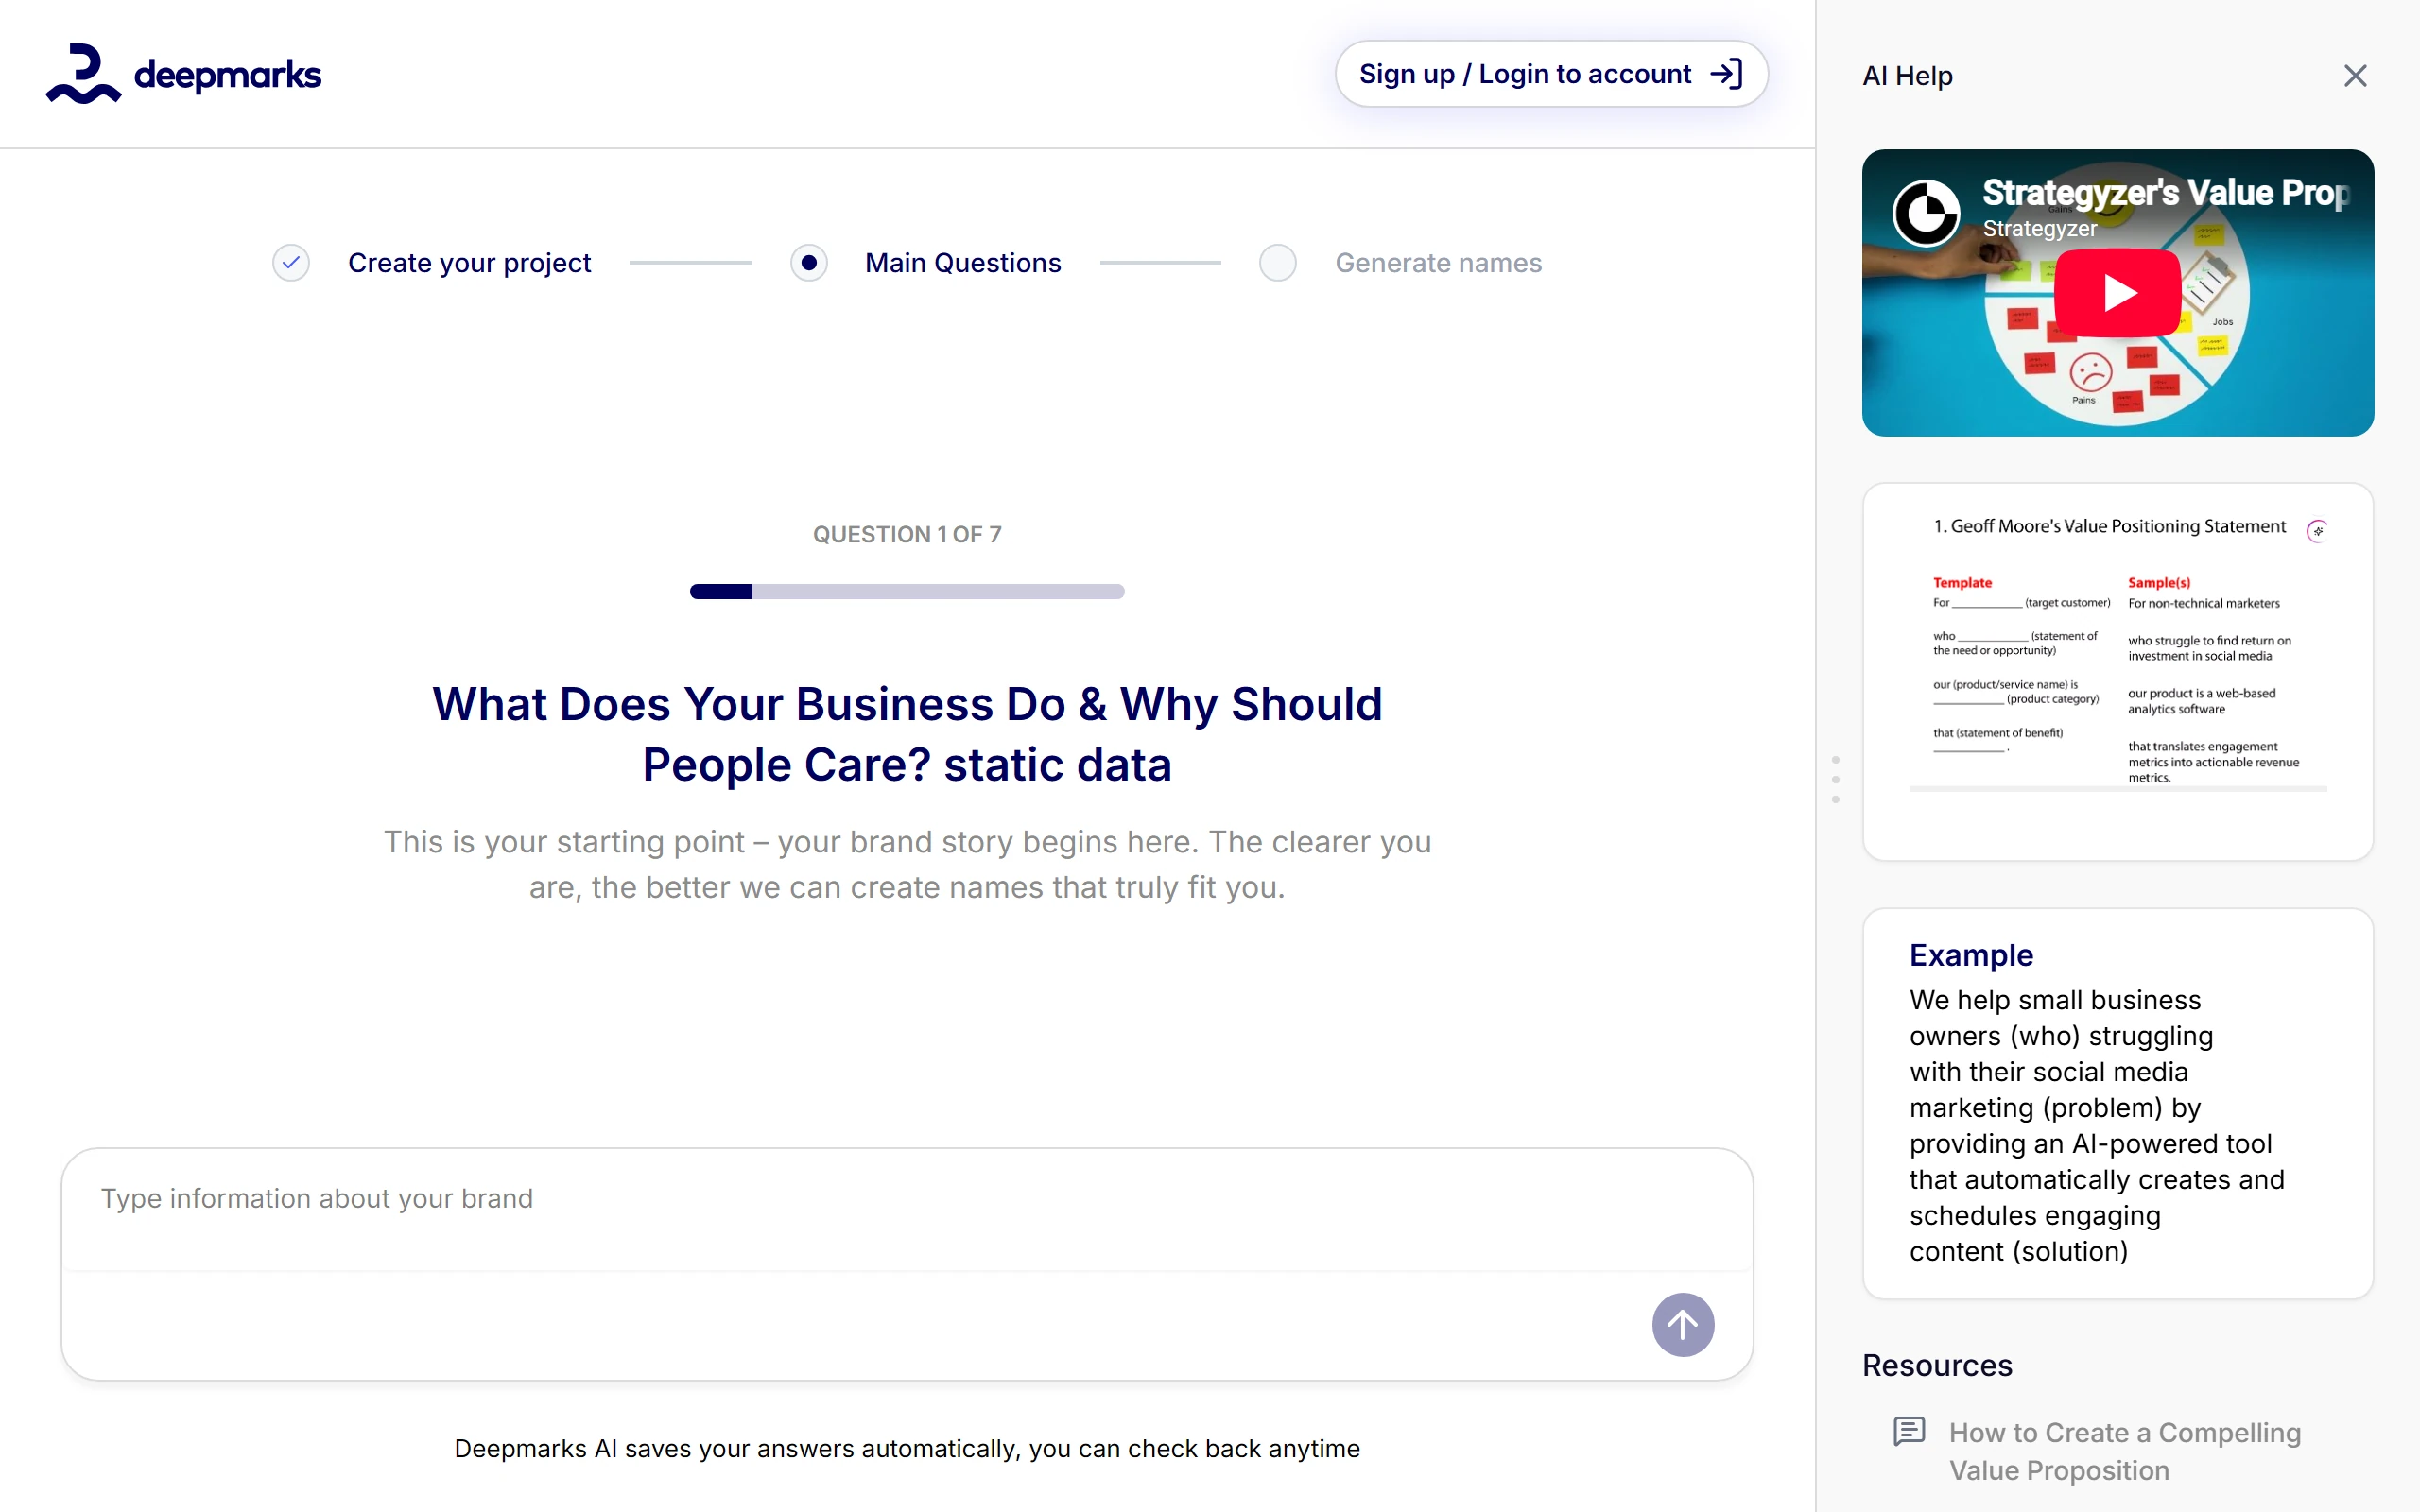 deepmarks
Sign up / Login to account
Create your project
Main Questions
Generate names
QUESTION 1 OF 7
What Does Your Business Do & Why Should
People Care? static data
This is your starting point – your brand story begins here. The clearer you
are, the better we can create names that truly fit you.
Type information about your brand
Deepmarks AI saves your answers automatically, you can check back anytime
AI Help
Strategyzer's Value Prop
Strategyzer
Gains
Jobs
Pains
1. Geoff Moore's Value Positioning Statement
Template
For ____________ (target customer)
who ____________ (statement of
the need or opportunity)
our (product/service name) is
____________ (product category)
that (statement of benefit)
____________ .
Sample(s)
For non-technical marketers
who struggle to find return on
investment in social media
our product is a web-based
analytics software
that translates engagement
metrics into actionable revenue
metrics.
Example
We help small business
owners (who) struggling
with their social media
marketing (problem) by
providing an AI-powered tool
that automatically creates and
schedules engaging
content (solution)
Resources
How to Create a Compelling
Value Proposition